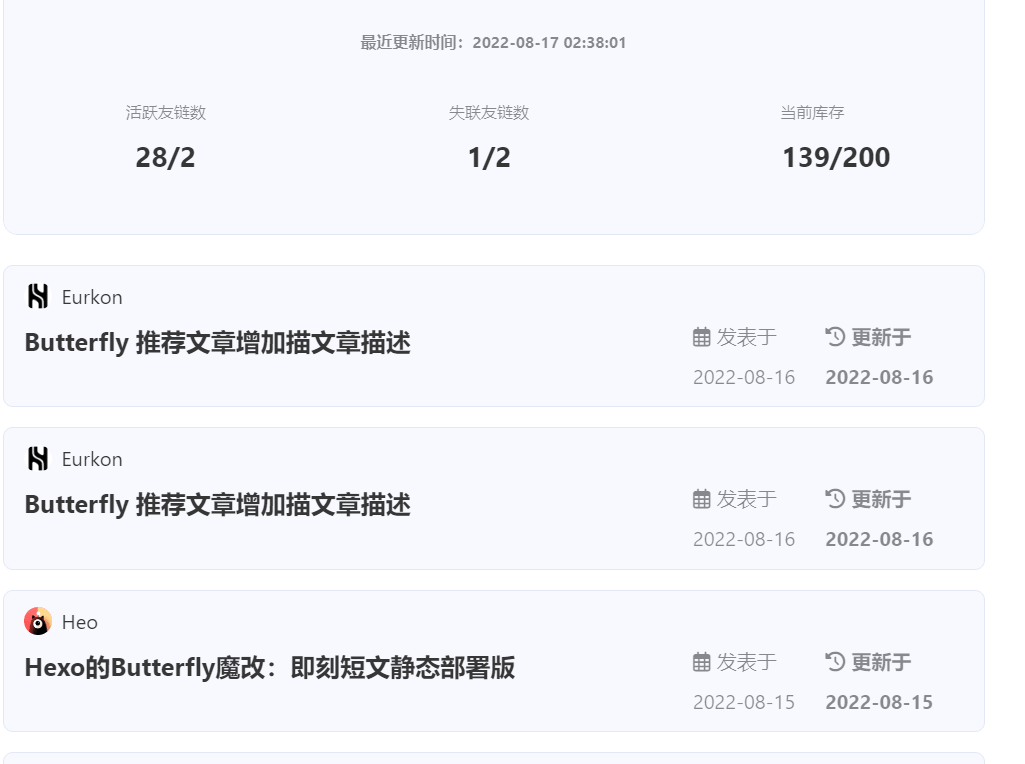 最近更新时间：2022-08-17 02:38:01
活跃友链数 失联友链数 当前库存
28/2 1/2 139/200
Eurkon
Butterfly 推荐文章增加描文章描述
发表于 更新于
2022-08-16 2022-08-16
Eurkon
Butterfly 推荐文章增加描文章描述
发表于 更新于
2022-08-16 2022-08-16
Heo
Hexo的Butterfly魔改：即刻短文静态部署版
发表于 更新于
2022-08-15 2022-08-15